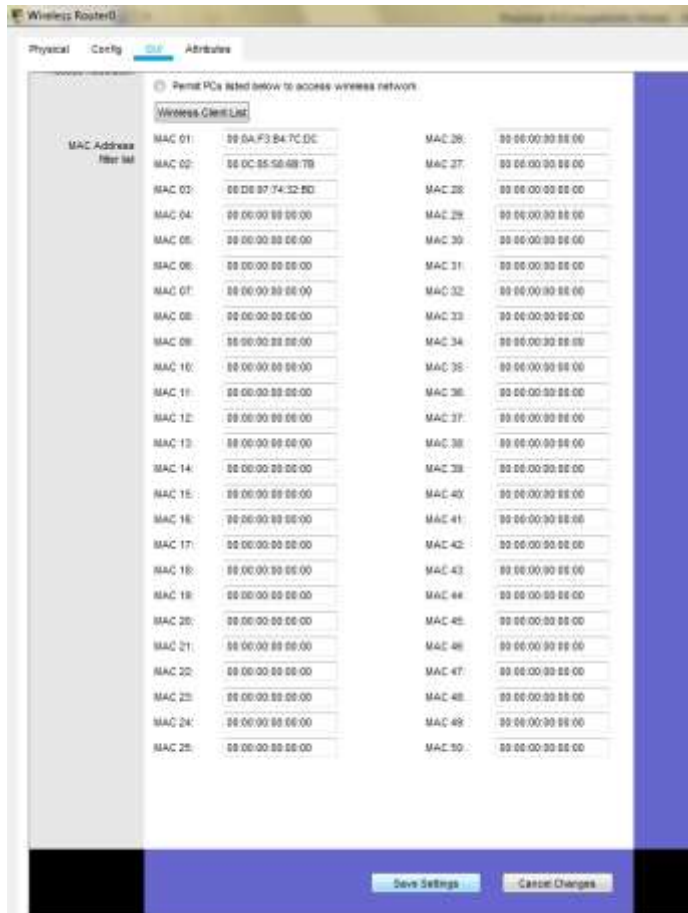 Wireless Router0
Physical Config GUI Attributes
Permit PCs listed below to access wireless network
Wireless Client List
MAC Address filter list
MAC 01: 00:0A:F3:B4:7C:DC MAC 26: 00:00:00:00:00:00
MAC 02: MAC 27: 00:00:00:00:00:00
MAC 03: MAC 28: 00:00:00:00:00:00
MAC 04: 00:00:00:00:00:00 MAC 29: 00:00:00:00:00:00
MAC 05: 00:00:00:00:00:00 MAC 30: 00:00:00:00:00:00
MAC 06: 00:00:00:00:00:00 MAC 31: 00:00:00:00:00:00
MAC 07: 00:00:00:00:00:00 MAC 32: 00:00:00:00:00:00
MAC 08: 00:00:00:00:00:00 MAC 33: 00:00:00:00:00:00
MAC 09: 00:00:00:00:00:00 MAC 34: 00:00:00:00:00:00
MAC 10: 00:00:00:00:00:00 MAC 35: 00:00:00:00:00:00
MAC 11: 00:00:00:00:00:00 MAC 36: 00:00:00:00:00:00
MAC 12: 00:00:00:00:00:00 MAC 37: 00:00:00:00:00:00
MAC 13: 00:00:00:00:00:00 MAC 38: 00:00:00:00:00:00
MAC 14: 00:00:00:00:00:00 MAC 39: 00:00:00:00:00:00
MAC 15: 00:00:00:00:00:00 MAC 40: 00:00:00:00:00:00
MAC 16: 00:00:00:00:00:00 MAC 41: 00:00:00:00:00:00
MAC 17: 00:00:00:00:00:00 MAC 42: 00:00:00:00:00:00
MAC 18: 00:00:00:00:00:00 MAC 43: 00:00:00:00:00:00
MAC 19: 00:00:00:00:00:00 MAC 44: 00:00:00:00:00:00
MAC 20: 00:00:00:00:00:00 MAC 45: 00:00:00:00:00:00
MAC 21: 00:00:00:00:00:00 MAC 46: 00:00:00:00:00:00
MAC 22: 00:00:00:00:00:00 MAC 47: 00:00:00:00:00:00
MAC 23: 00:00:00:00:00:00 MAC 48: 00:00:00:00:00:00
MAC 24: 00:00:00:00:00:00 MAC 49: 00:00:00:00:00:00
MAC 25: 00:00:00:00:00:00 MAC 50: 00:00:00:00:00:00
Save Settings Cancel Changes